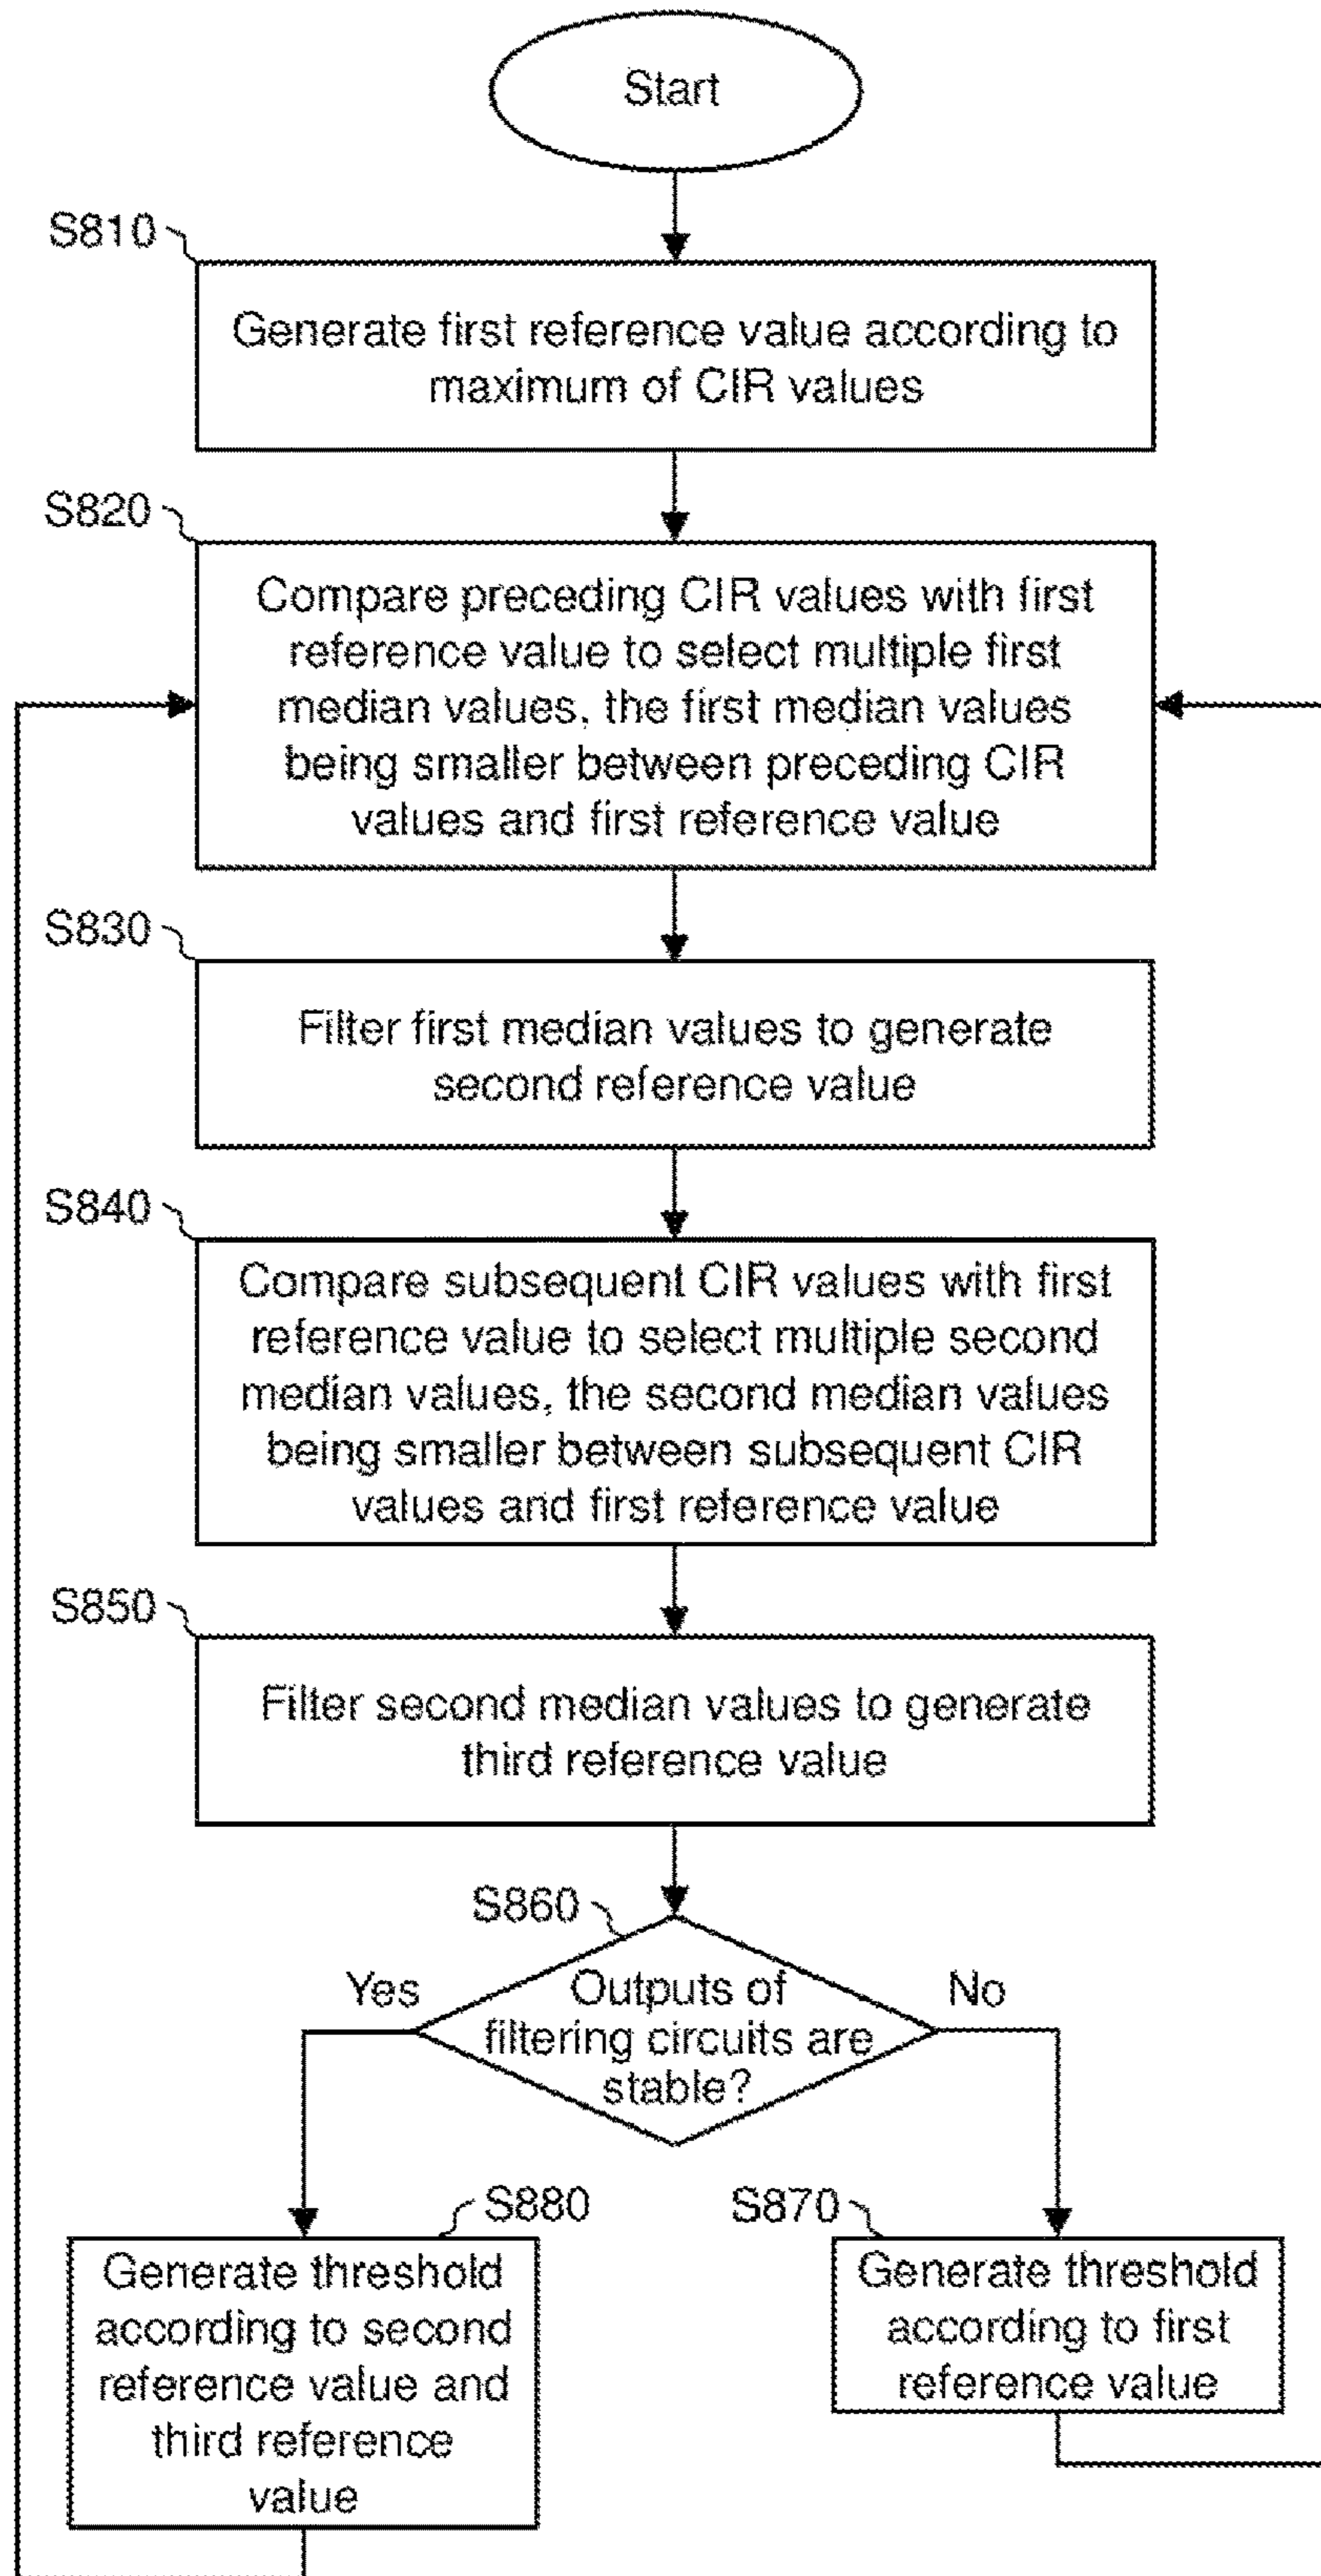 Start
S810
Generate first reference value according to
maximum of CIR values
S820
Compare preceding CIR values with first
reference value to select multiple first
median values, the first median values
being smaller between preceding CIR
values and first reference value
S830
Filter first median values to generate
second reference value
S840
Compare subsequent CIR values with first
reference value to select multiple second
median values, the second median values
being smaller between subsequent CIR
values and first reference value
S850
Filter second median values to generate
third reference value
S860
Yes
Outputs of
filtering circuits are
stable?
No
S880
Generate threshold
according to second
reference value and
third reference
value
S870
Generate threshold
according to first
reference value